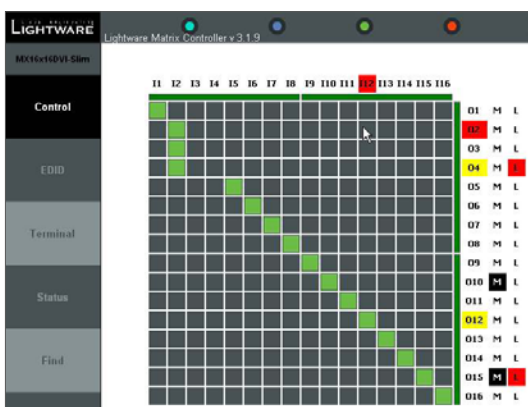 LIGHTWARE
Lightware Matrix Controller v 3.1.9
MX16x16DVI-Slim
I1 I2 I3 I4 I5 I6 I7 I8 I9 I10 I11 I12 I13 I14 I15 I16
Control
EDID
Terminal
Status
Find
O1 M L
O2 M L
O3 M L
O4 M L
O5 M L
O6 M L
O7 M L
O8 M L
O9 M L
O10 M L
O11 M L
O12 M L
O13 M L
O14 M L
O15 M L
O16 M L